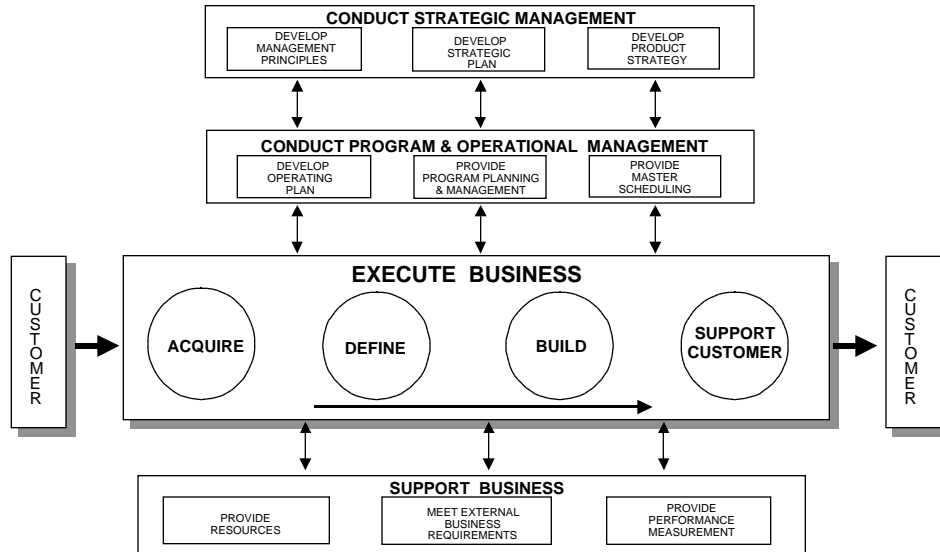 CONDUCT STRATEGIC MANAGEMENT
DEVELOP
MANAGEMENT
PRINCIPLES
DEVELOP
STRATEGIC
PLAN
DEVELOP
PRODUCT
STRATEGY
CONDUCT PROGRAM & OPERATIONAL MANAGEMENT
DEVELOP
OPERATING
PLAN
PROVIDE
PROGRAM PLANNING
& MANAGEMENT
PROVIDE
MASTER
SCHEDULING
CUSTOMER
EXECUTE BUSINESS
ACQUIRE
DEFINE
BUILD
SUPPORT
CUSTOMER
CUSTOMER
SUPPORT BUSINESS
PROVIDE
RESOURCES
MEET EXTERNAL
BUSINESS
REQUIREMENTS
PROVIDE
PERFORMANCE
MEASUREMENT